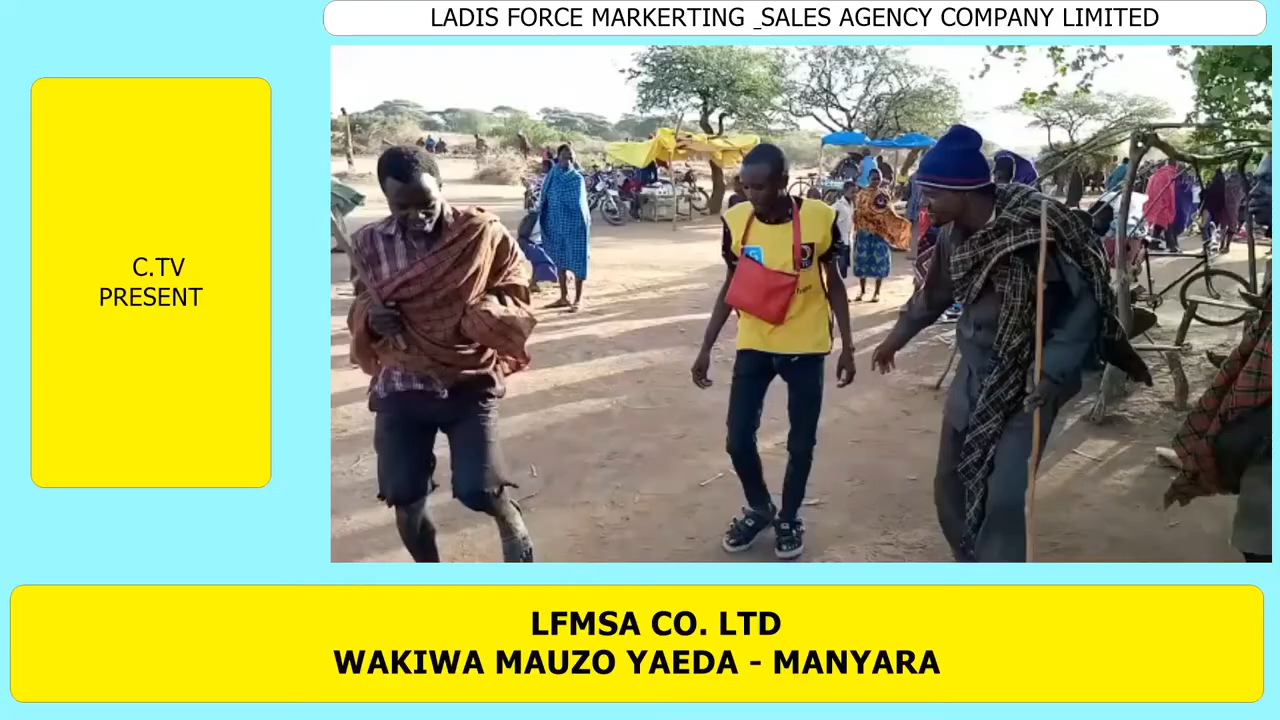 LADIS FORCE MARKERTING _SALES AGENCY COMPANY LIMITED
C.TV
PRESENT
LFMSA CO. LTD
WAKIWA MAUZO YAEDA - MANYARA